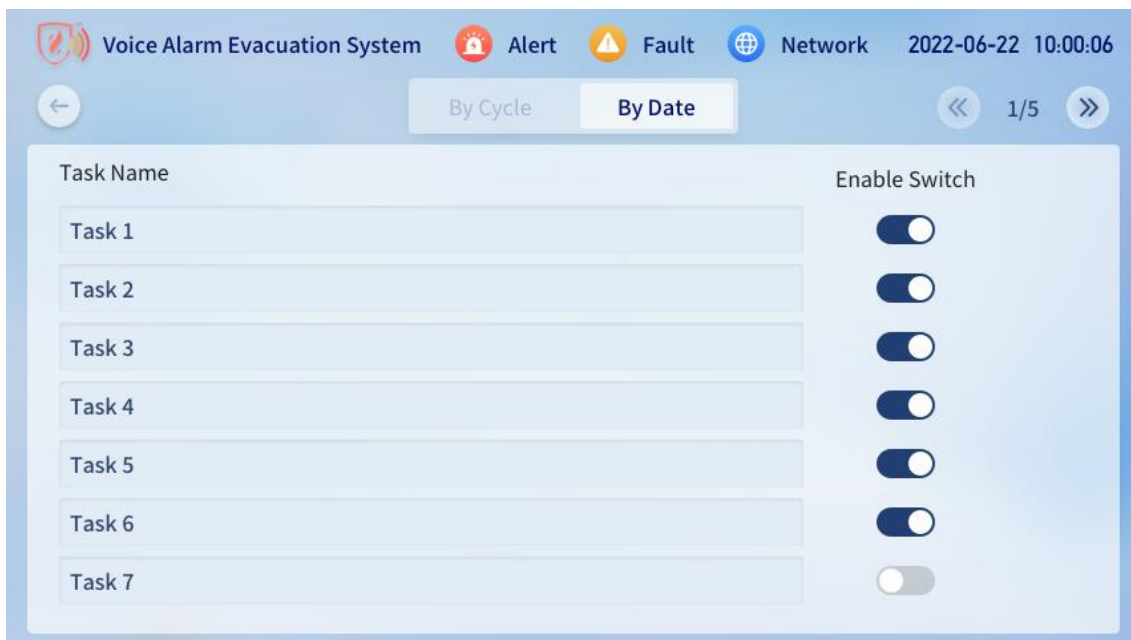 Voice Alarm Evacuation System Alert Fault Network 2022-06-22 10:00:06
By Cycle By Date 1/5
Task Name Enable Switch
Task 1
Task 2
Task 3
Task 4
Task 5
Task 6
Task 7